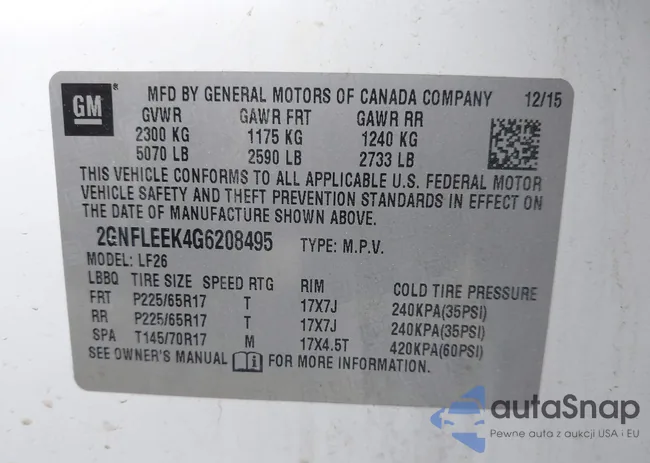 GM
MFD BY GENERAL MOTORS OF CANADA COMPANY 12/15
GVWR GAWR FRT GAWR RR
2300 KG 1175 KG 1240 KG
5070 LB 2590 LB 2733 LB
THIS VEHICLE CONFORMS TO ALL APPLICABLE U.S. FEDERAL MOTOR
VEHICLE SAFETY AND THEFT PREVENTION STANDARDS IN EFFECT ON
THE DATE OF MANUFACTURE SHOWN ABOVE.
2GNFLEEK4G6208495 TYPE: M.P.V.
MODEL: LF26
LBBQ TIRE SIZE SPEED RTG RIM COLD TIRE PRESSURE
FRT P225/65R17 T 17X7J 240KPA(35PSI)
RR P225/65R17 T 17X7J 240KPA(35PSI)
SPA T145/70R17 M 17X4.5T 420KPA(60PSI)
SEE OWNER'S MANUAL FOR MORE INFORMATION.
autaSnap
Pewne auta z aukcji USA i EU